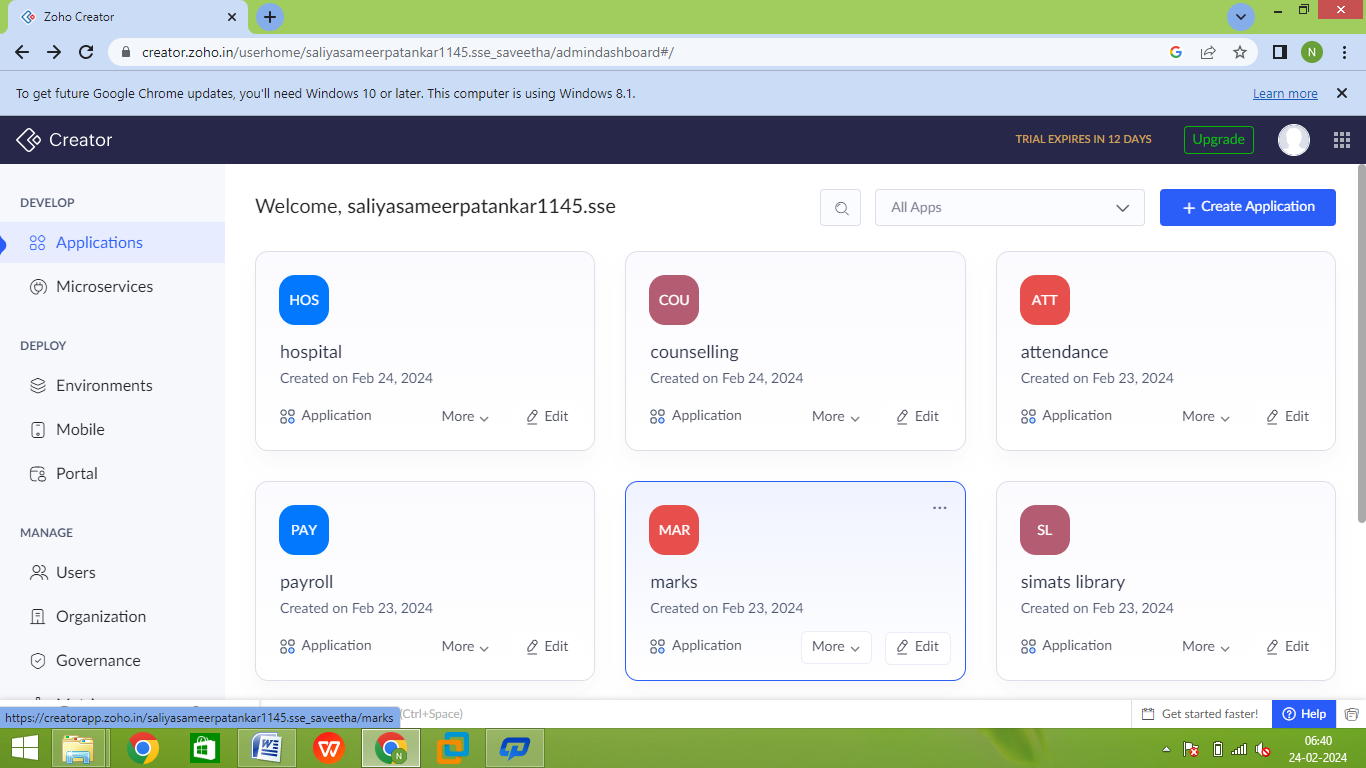 Zoho Creator
creator.zoho.in/userhome/saliyasameerpatankar1145.sse_saveetha/admindashboard#/
N
To get future Google Chrome updates, you'll need Windows 10 or later. This computer is using Windows 8.1.
Learn more
Creator
TRIAL EXPIRES IN 12 DAYS
Upgrade
DEVELOP
Applications
Microservices
DEPLOY
Environments
Mobile
Portal
MANAGE
Users
Organization
Governance
Welcome, saliyasameerpatankar1145.sse
All Apps
+ Create Application
HOS
hospital
Created on Feb 24, 2024
Application More Edit
COU
counselling
Created on Feb 24, 2024
Application More Edit
ATT
attendance
Created on Feb 23, 2024
Application More Edit
PAY
payroll
Created on Feb 23, 2024
Application More Edit
MAR
marks
Created on Feb 23, 2024
Application More Edit
SL
simats library
Created on Feb 23, 2024
Application More Edit
https://creatorapp.zoho.in/saliyasameerpatankar1145.sse_saveetha/marks
(Ctrl+Space)
Get started faster!
Help
N
06:40
24-02-2024